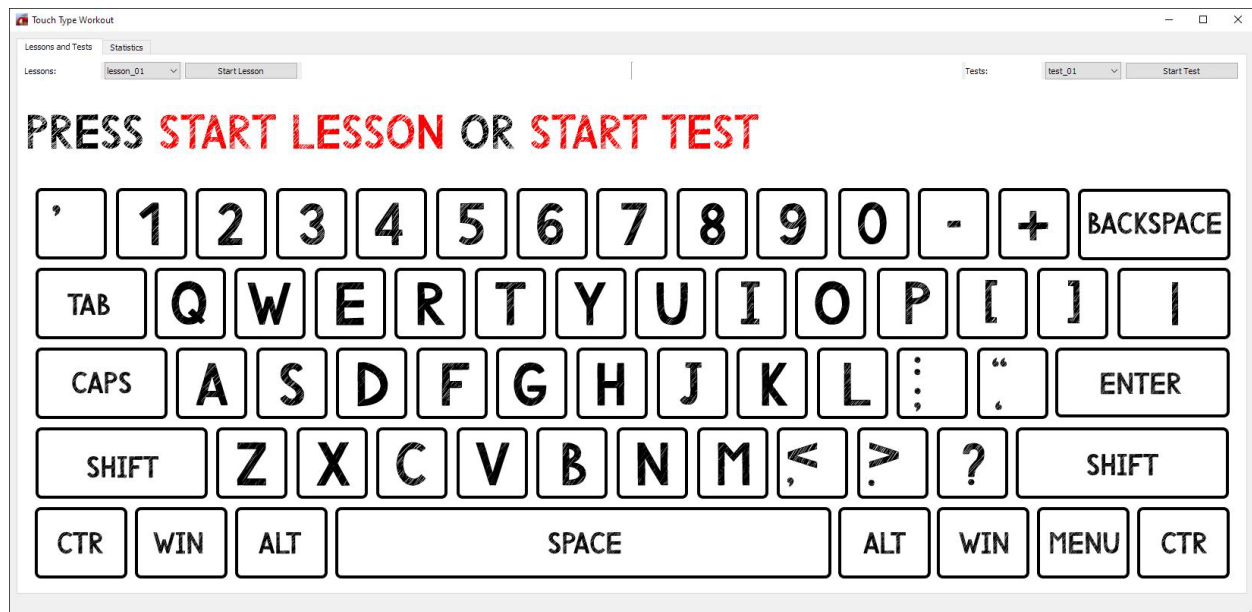 Touch Type Workout
Lessons and Tests Statistics
Lessons: lesson_01 Start Lesson Tests: test_01 Start Test
PRESS START LESSON OR START TEST
' 1 2 3 4 5 6 7 8 9 0 - + BACKSPACE
TAB Q W E R T Y U I O P [ ] |
CAPS A S D F G H J K L : ; “ ‘ ENTER
SHIFT Z X C V B N M < , > . ? SHIFT
CTR WIN ALT SPACE ALT WIN MENU CTR